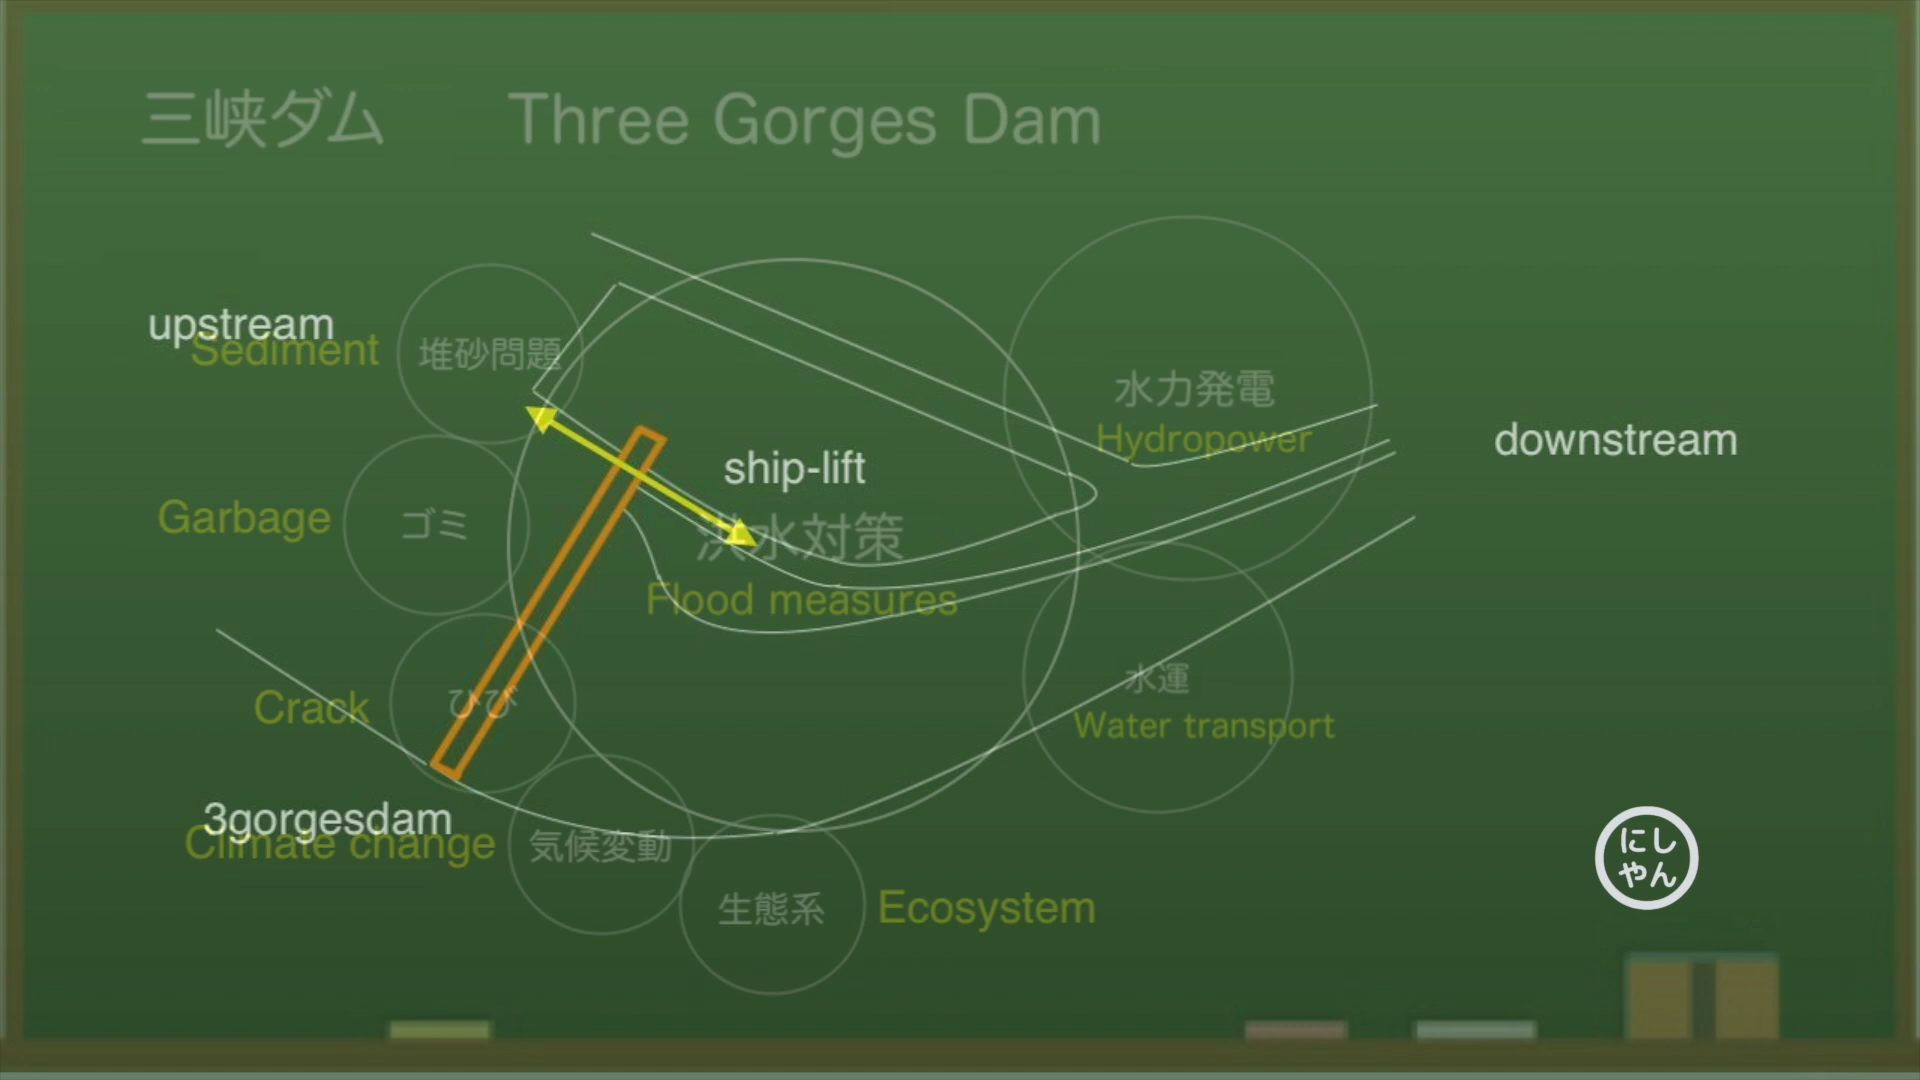 三峡ダム Three Gorges Dam
upstream
Sediment
堆砂問題
水力発電
Hydropower
downstream
ship-lift
Garbage
ゴミ
洪水対策
Flood measures
Crack
ひび
水運
Water transport
3gorgesdam
Climate change
気候変動
生態系
Ecosystem
にし
やん